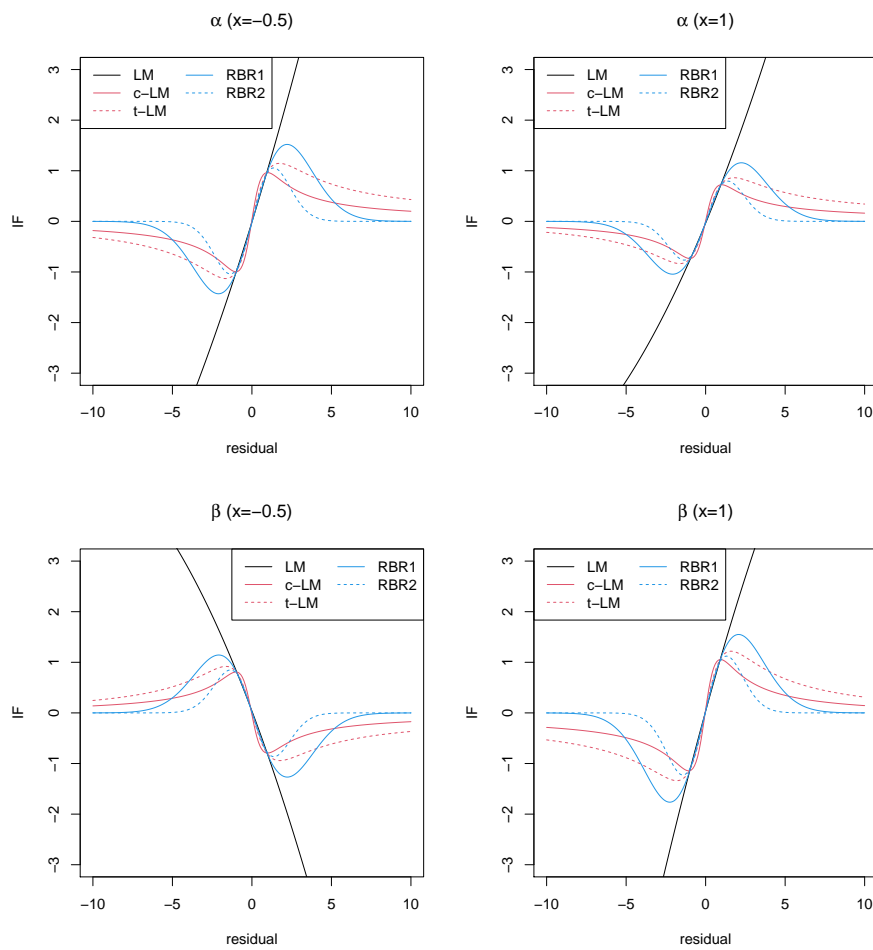 α (x=−0.5)
IF
3
2
1
0
−1
−2
−3
LM
c−LM
t−LM
RBR1
RBR2
−10
−5
0
5
10
residual
α (x=1)
IF
3
2
1
0
−1
−2
−3
LM
c−LM
t−LM
RBR1
RBR2
−10
−5
0
5
10
residual
β (x=−0.5)
IF
3
2
1
0
−1
−2
−3
LM
c−LM
t−LM
RBR1
RBR2
−10
−5
0
5
10
residual
β (x=1)
IF
3
2
1
0
−1
−2
−3
LM
c−LM
t−LM
RBR1
RBR2
−10
−5
0
5
10
residual